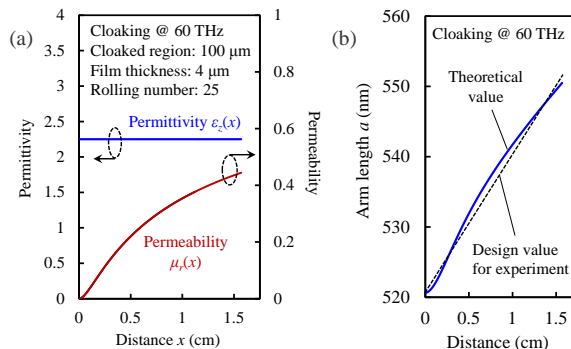 (a)
4
3.5
3
2.5
2
1.5
1
0.5
0
Permittivity
Cloaking @ 60 THz
Cloaked region: 100 μm
Film thickness: 4 μm
Rolling number: 25
Permittivity εz(x)
Permeability
μr(x)
1
0.8
0.6
0.4
0.2
0
Permeability
0 0.5 1 1.5
Distance x (cm)
(b)
560
550
540
530
520
Arm length a (nm)
Cloaking @ 60 THz
Theoretical
value
Design value
for experiment
0 0.5 1 1.5
Distance (cm)